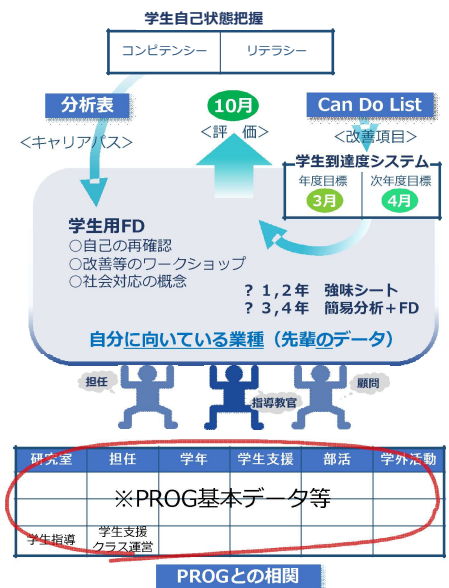 学生自己状態把握
コンピテンシー
リテラシー
分析表
10月
Can Do List
＜キャリアパス＞
＜評　価＞
＜改善項目＞
学生到達度システム
年度目標
次年度目標
3月
4月
学生用FD
○自己の再確認
○改善等のワークショップ
○社会対応の概念
? 1,2年　強味シート
? 3,4年　簡易分析＋FD
自分に向いている業種（先輩のデータ）
担任
指導教官
顧問
研究室
担任
学年
学生支援
部活
学外活動
※PROG基本データ等
学生指導
学生支援
クラス運営
PROGとの相関